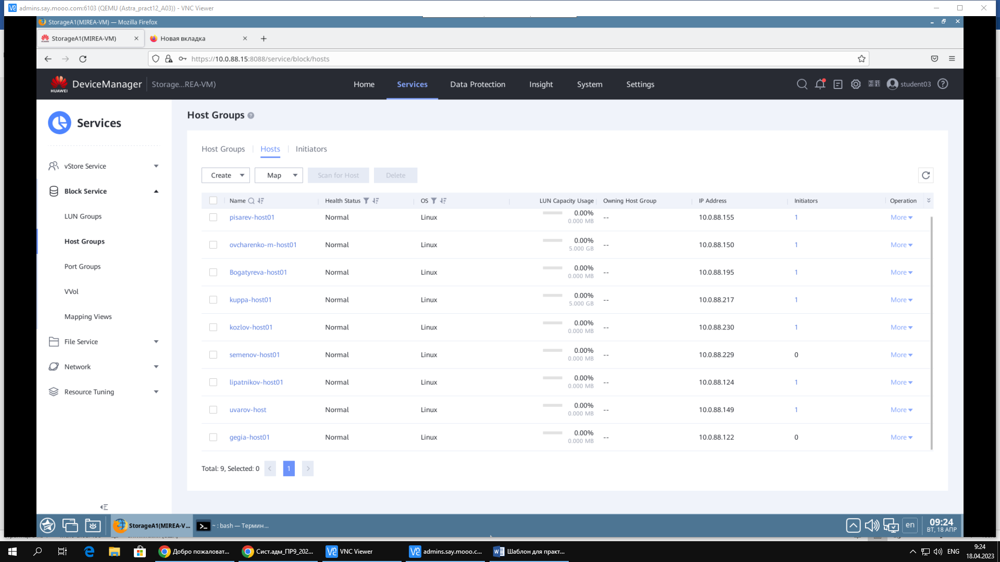 admins.say.mooo.com:6103 (QEMU (Astra_pract12_A03)) - VNC Viewer
StorageA1(MIREA-VM) — Mozilla Firefox
StorageA1(MIREA-VM)
Новая вкладка
https://10.0.88.15:8088/service/block/hosts
HUAWEI
DeviceManager
Storage...REA-VM)
Home
Services
Data Protection
Insight
System
Settings
student03
Services
vStore Service
Block Service
LUN Groups
Host Groups
Port Groups
VVol
Mapping Views
File Service
Network
Resource Tuning
Host Groups
Host Groups | Hosts | Initiators
Create Map Scan for Host Delete
Name Health Status OS LUN Capacity Usage Owning Host Group IP Address Initiators Operation
pisarev-host01 Normal Linux 0.00% 0.000 MB -- 10.0.88.155 1 More
ovcharenko-m-host01 Normal Linux 0.00% 5.000 GB -- 10.0.88.150 1 More
Bogatyreva-host01 Normal Linux 0.00% 0.000 MB -- 10.0.88.195 1 More
kuppa-host01 Normal Linux 0.00% 5.000 GB -- 10.0.88.217 1 More
kozlov-host01 Normal Linux 0.00% 0.000 MB -- 10.0.88.230 1 More
semenov-host01 Normal Linux 0.00% 0.000 MB -- 10.0.88.229 0 More
lipatnikov-host01 Normal Linux 0.00% 0.000 MB -- 10.0.88.124 1 More
uvarov-host Normal Linux 0.00% 0.000 MB -- 10.0.88.149 1 More
gegia-host01 Normal Linux 0.00% 0.000 MB -- 10.0.88.122 0 More
Total: 9, Selected: 0 1
StorageA1(MIREA-V...
~ : bash — Термин...
en
09:24
ВТ, 18 АПР
Добро пожаловат...
Сист.адм_ПР9_202...
VNC Viewer
admins.say.mooo.c...
Шаблон для практ...
ENG
9:24
18.04.2023